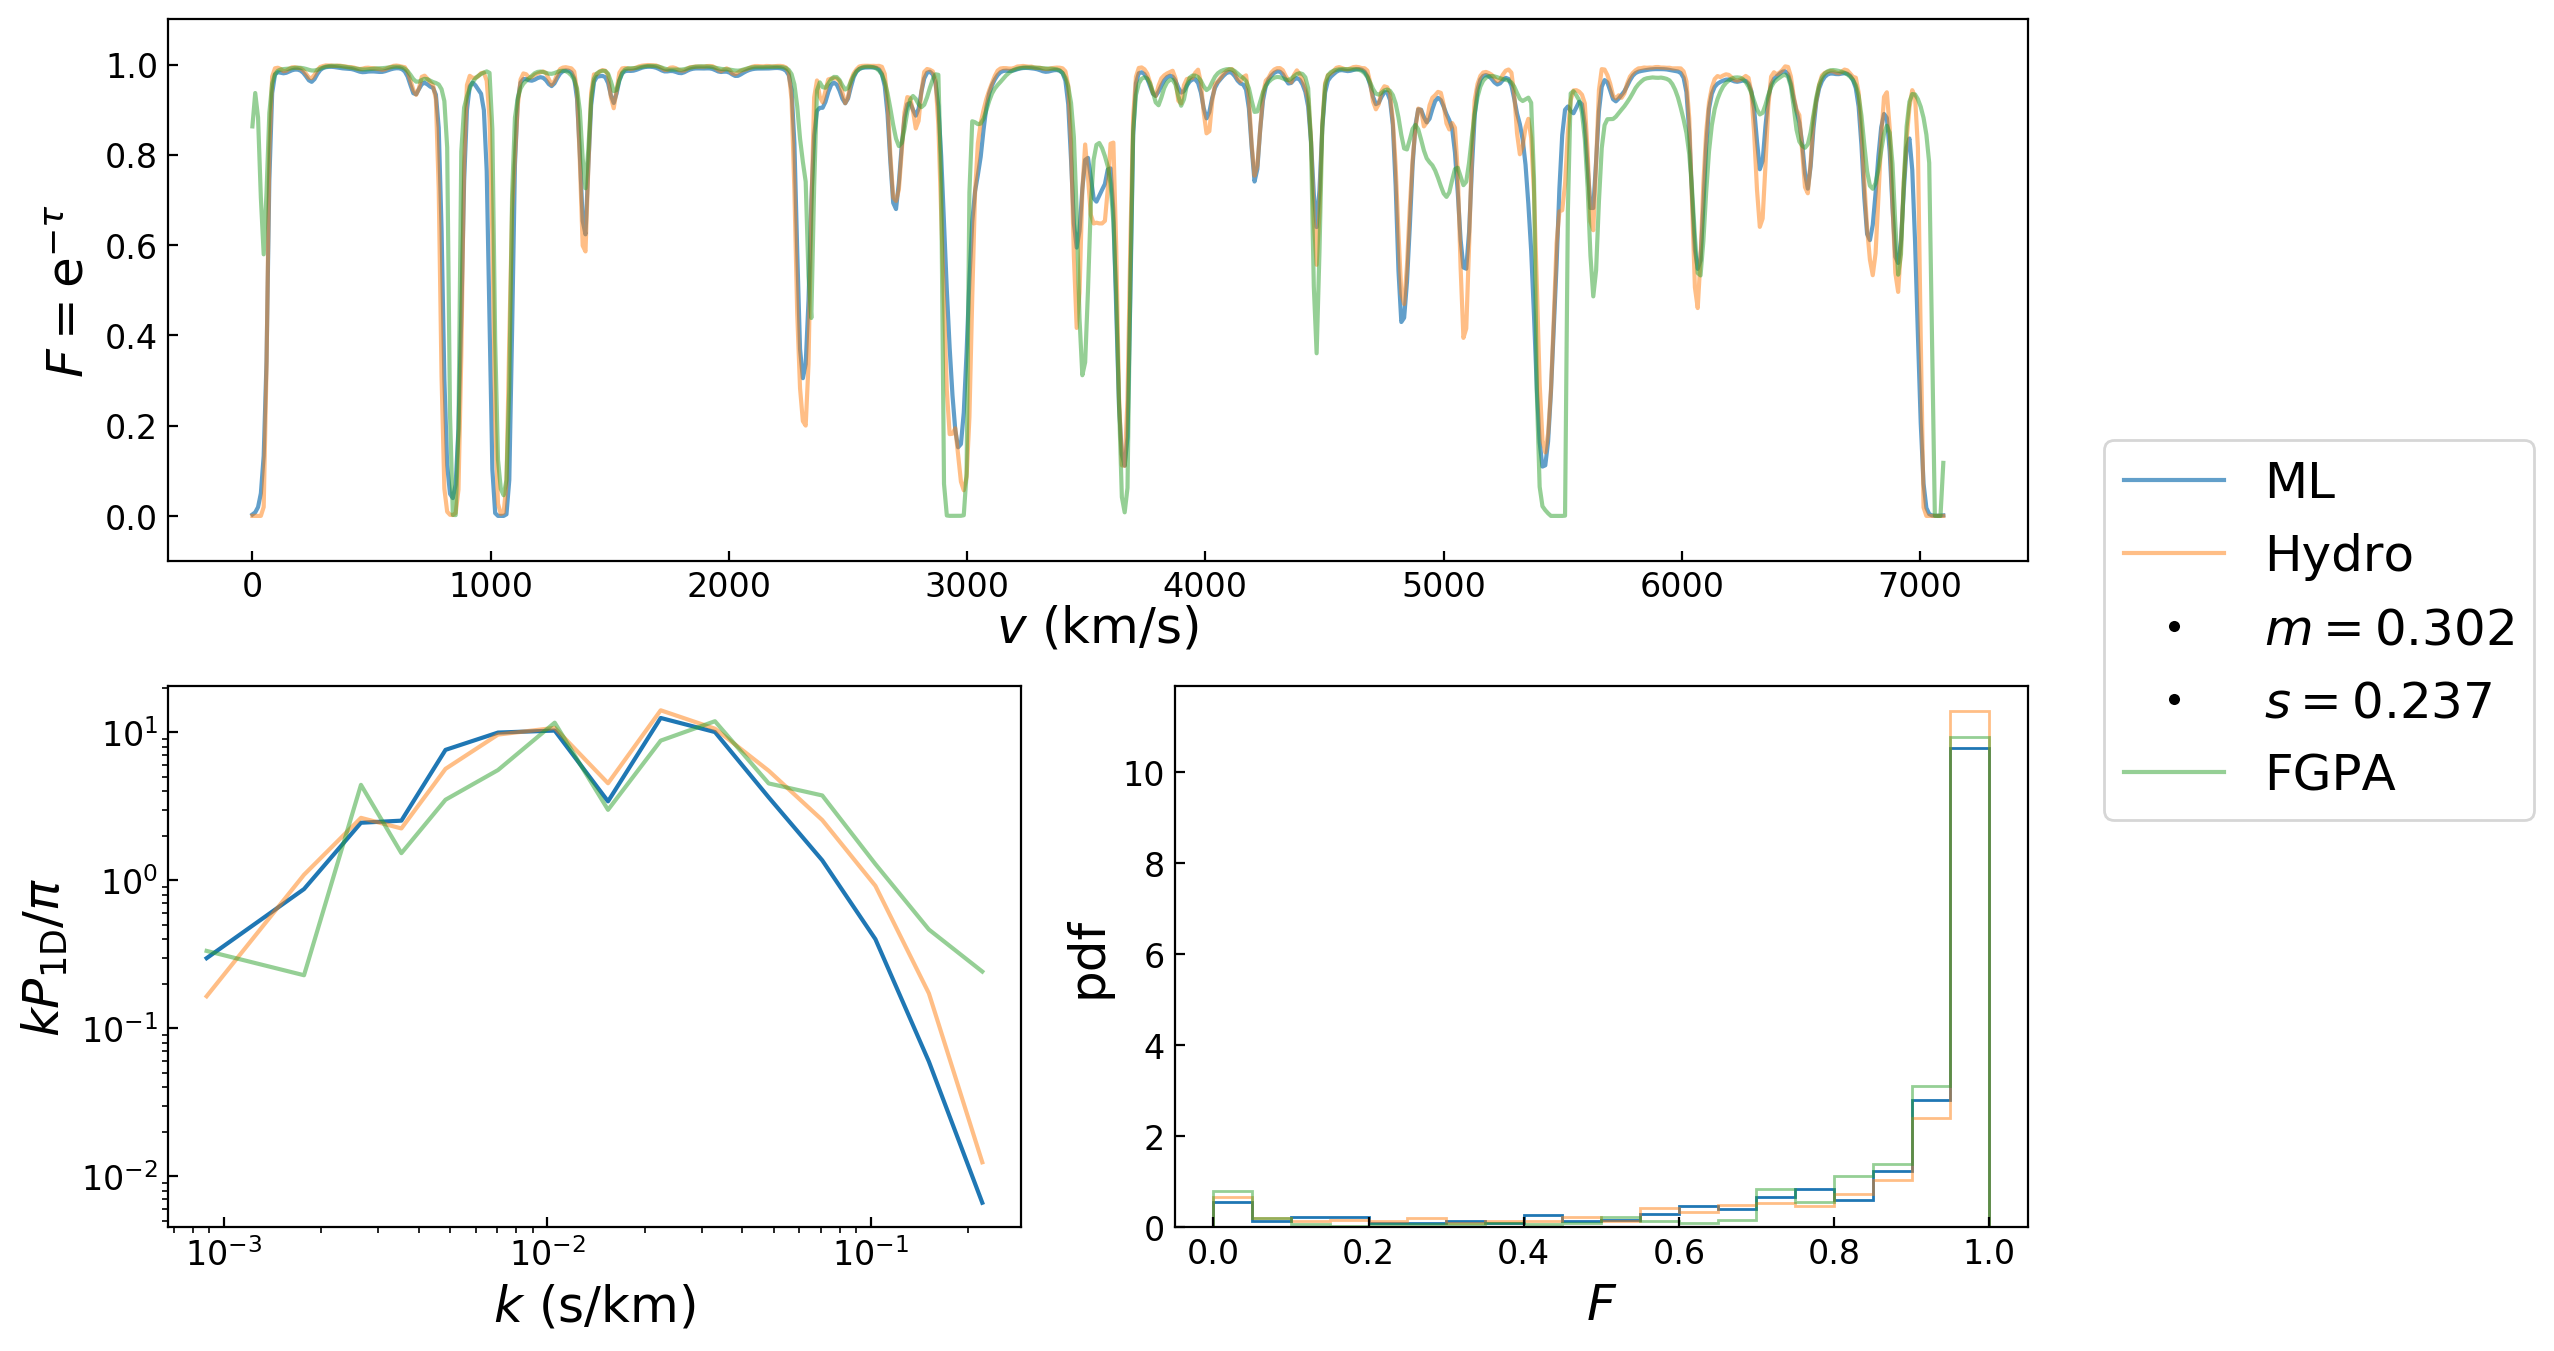 1.0
0.8
0.6
0.4
0.2
0.0
F = e^{-τ}
0 1000 2000 3000 4000 5000 6000 7000
v (km/s)
ML
Hydro
m = 0.302
s = 0.237
FGPA
10^1
10^0
10^{-1}
10^{-2}
kP_{1D}/π
10^{-3} 10^{-2} 10^{-1}
k (s/km)
10
8
6
4
2
0
pdf
0.0 0.2 0.4 0.6 0.8 1.0
F